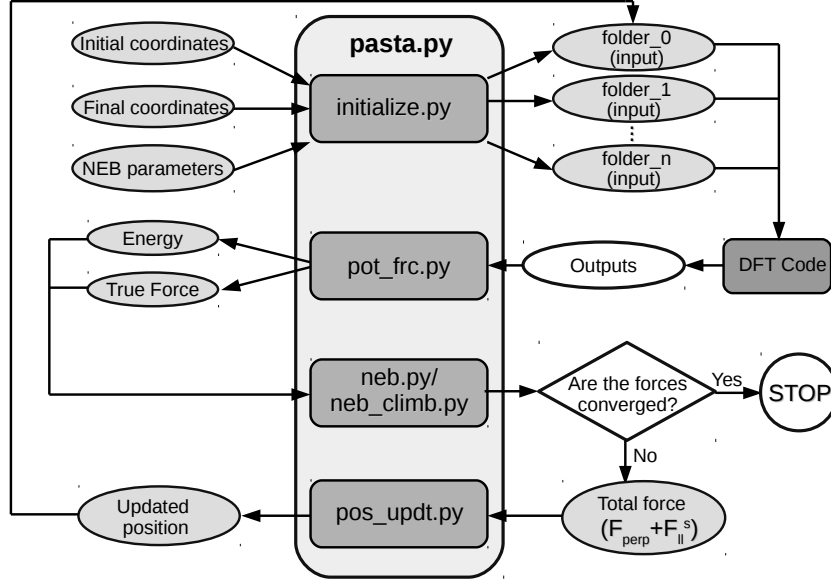 pasta.py
Initial coordinates
Final coordinates
NEB parameters
initialize.py
folder_0
(input)
folder_1
(input)
folder_n
(input)
Energy
True Force
pot_frc.py
Outputs
DFT Code
neb.py/
neb_climb.py
Are the forces
converged?
Yes
STOP
No
Updated
position
pos_updt.py
Total force
(F_perp+F_ll^s)